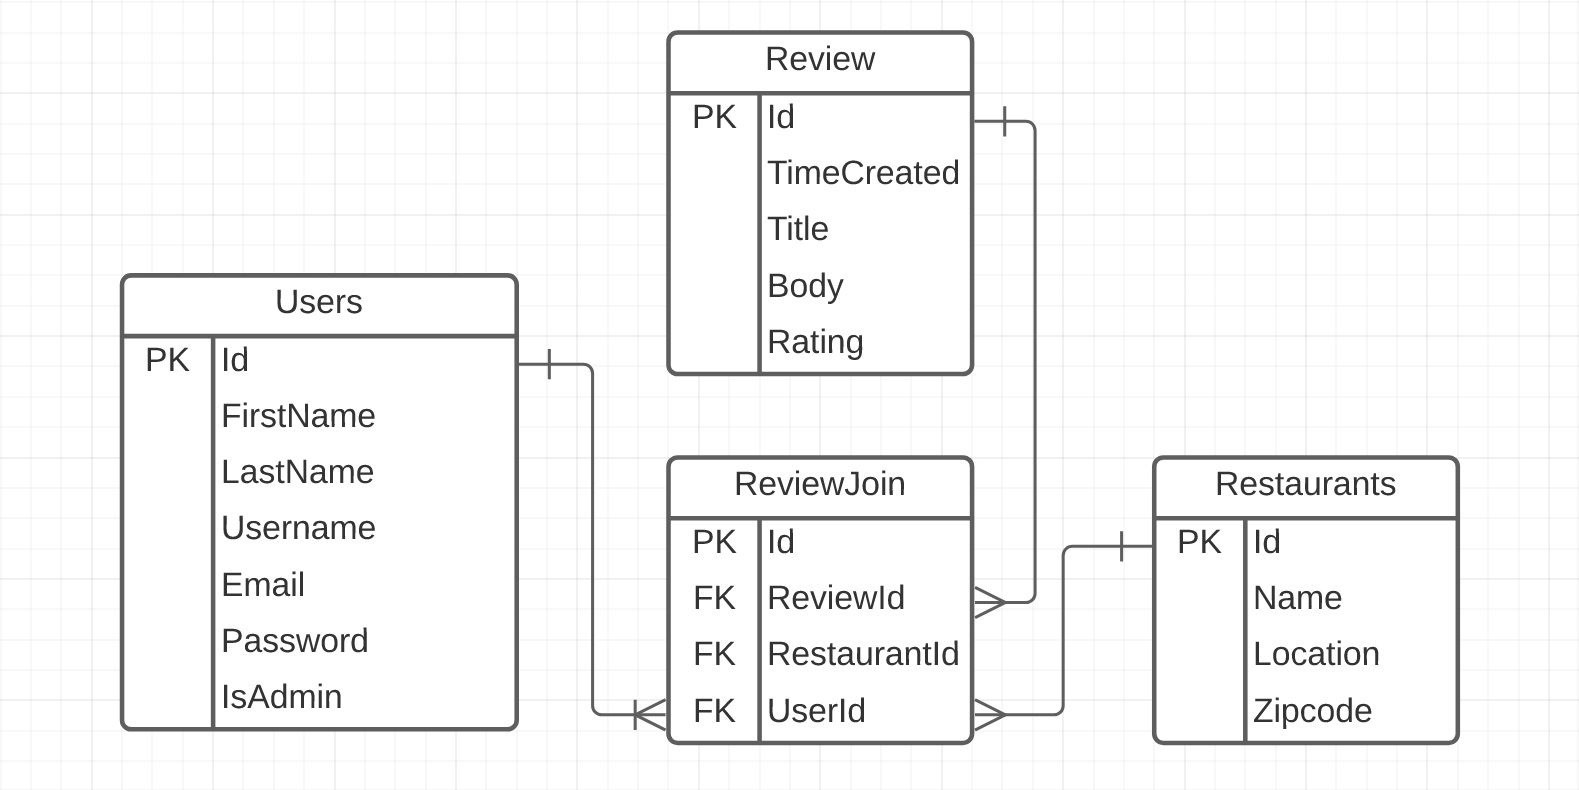 Review
PK Id
TimeCreated
Title
Body
Rating
Users
PK Id
FirstName
LastName
Username
Email
Password
IsAdmin
ReviewJoin
PK Id
FK ReviewId
FK RestaurantId
FK UserId
Restaurants
PK Id
Name
Location
Zipcode